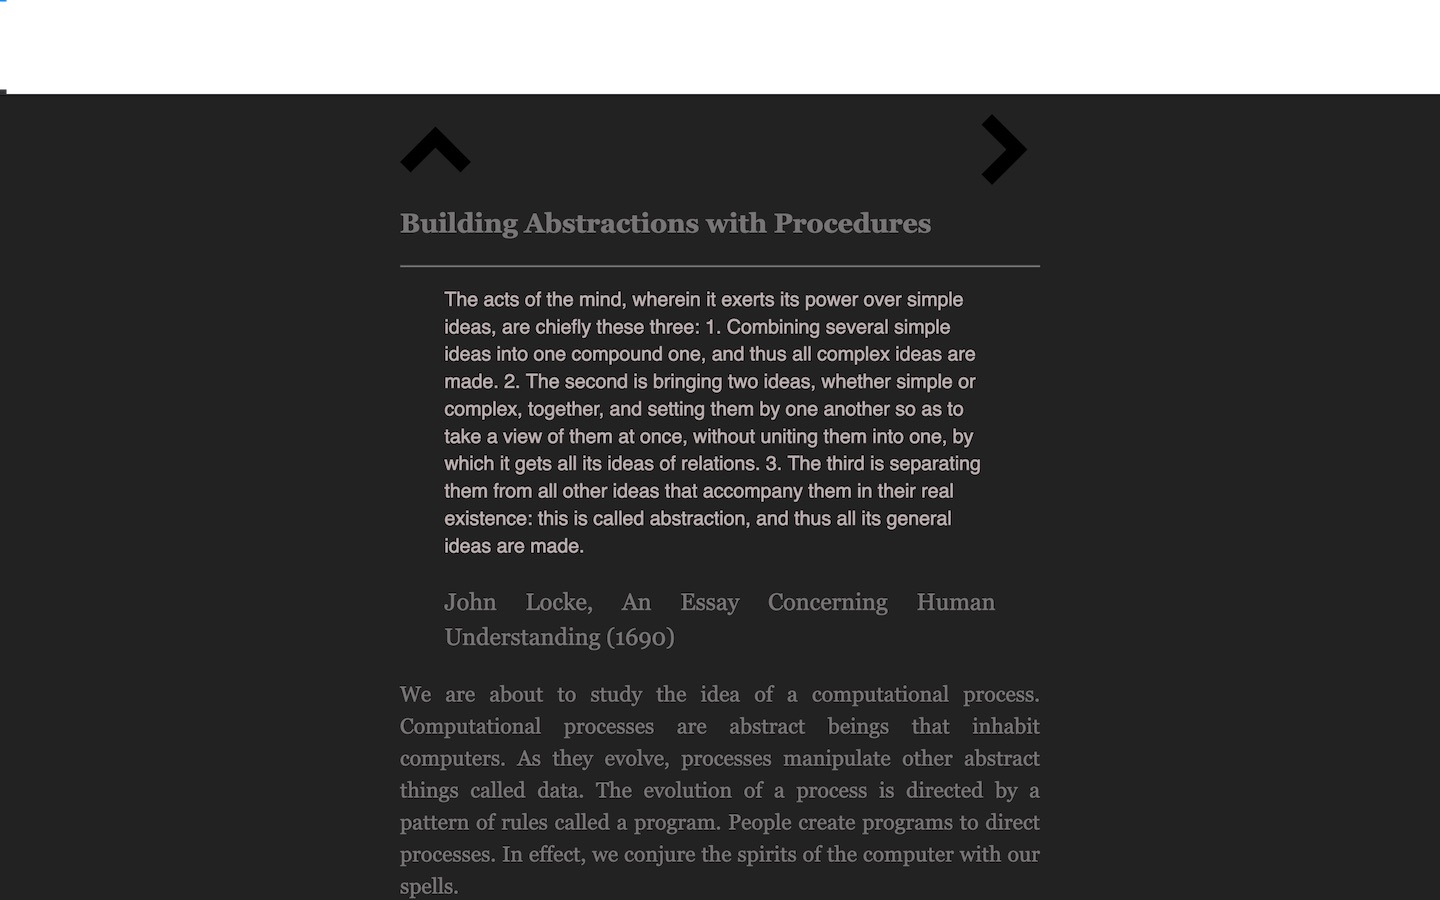 Building Abstractions with Procedures
The acts of the mind, wherein it exerts its power over simple
ideas, are chiefly these three: 1. Combining several simple
ideas into one compound one, and thus all complex ideas are
made. 2. The second is bringing two ideas, whether simple or
complex, together, and setting them by one another so as to
take a view of them at once, without uniting them into one, by
which it gets all its ideas of relations. 3. The third is separating
them from all other ideas that accompany them in their real
existence: this is called abstraction, and thus all its general
ideas are made.
John Locke, An Essay Concerning Human
Understanding (1690)
We are about to study the idea of a computational process.
Computational processes are abstract beings that inhabit
computers. As they evolve, processes manipulate other abstract
things called data. The evolution of a process is directed by a
pattern of rules called a program. People create programs to direct
processes. In effect, we conjure the spirits of the computer with our
spells.